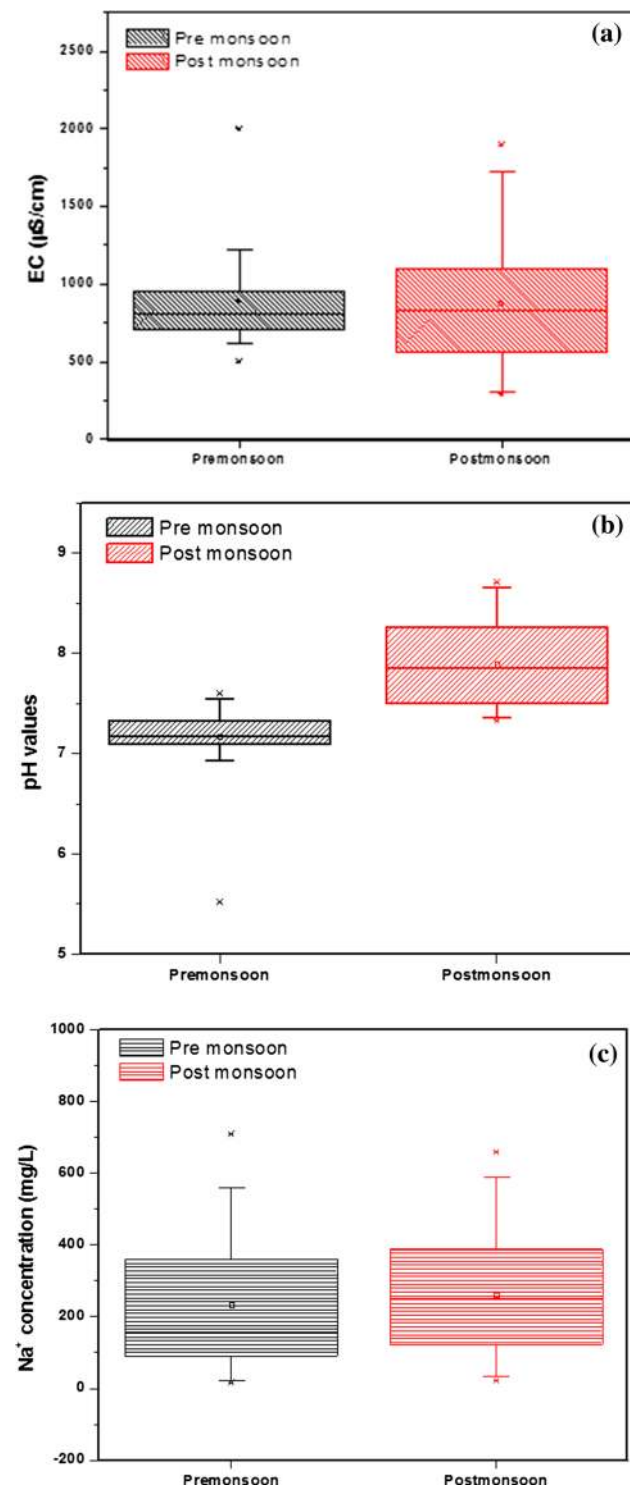 (a)
Pre monsoon
Post monsoon
2500
2000
1500
1000
500
0
EC (µS/cm)
Premonsoon Postmonsoon
(b)
Pre monsoon
Post monsoon
9
8
7
6
5
pH values
Premonsoon Postmonsoon
(c)
Pre monsoon
Post monsoon
1000
800
600
400
200
0
-200
Na⁺ concentration (mg/L)
Premonsoon Postmonsoon